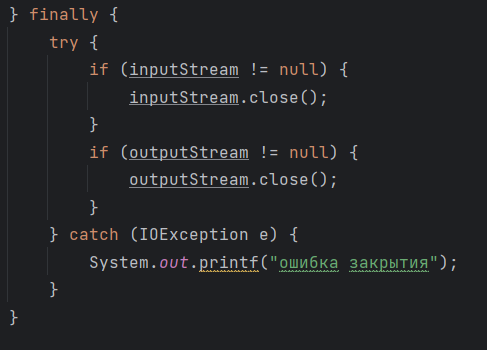 } finally {
    try {
        if (inputStream != null) {
            inputStream.close();
        }
        if (outputStream != null) {
            outputStream.close();
        }
    } catch (IOException e) {
        System.out.printf("ошибка закрытия");
    }
}